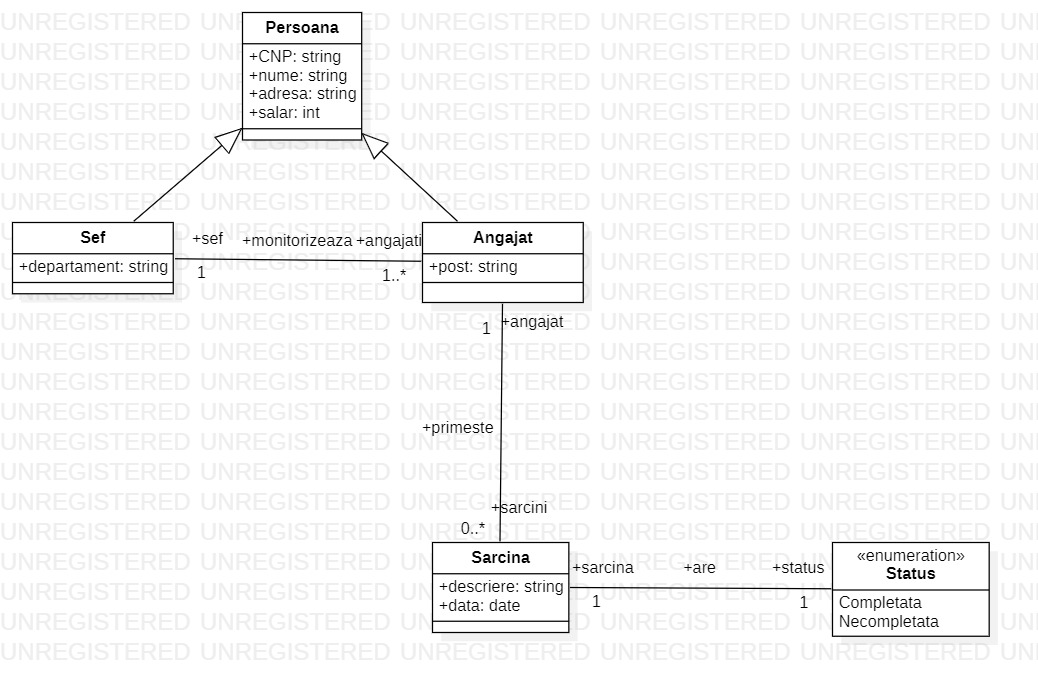 Persoana
+CNP: string
+nume: string
+adresa: string
+salar: int
Sef
+departament: string
+sef
+monitorizeaza
+angajati
1
1..*
Angajat
+post: string
1
+angajat
+primeste
+sarcini
0..*
Sarcina
+descriere: string
+data: date
+sarcina
+are
+status
1
1
«enumeration»
Status
Completata
Necompletata
UNREGISTERED